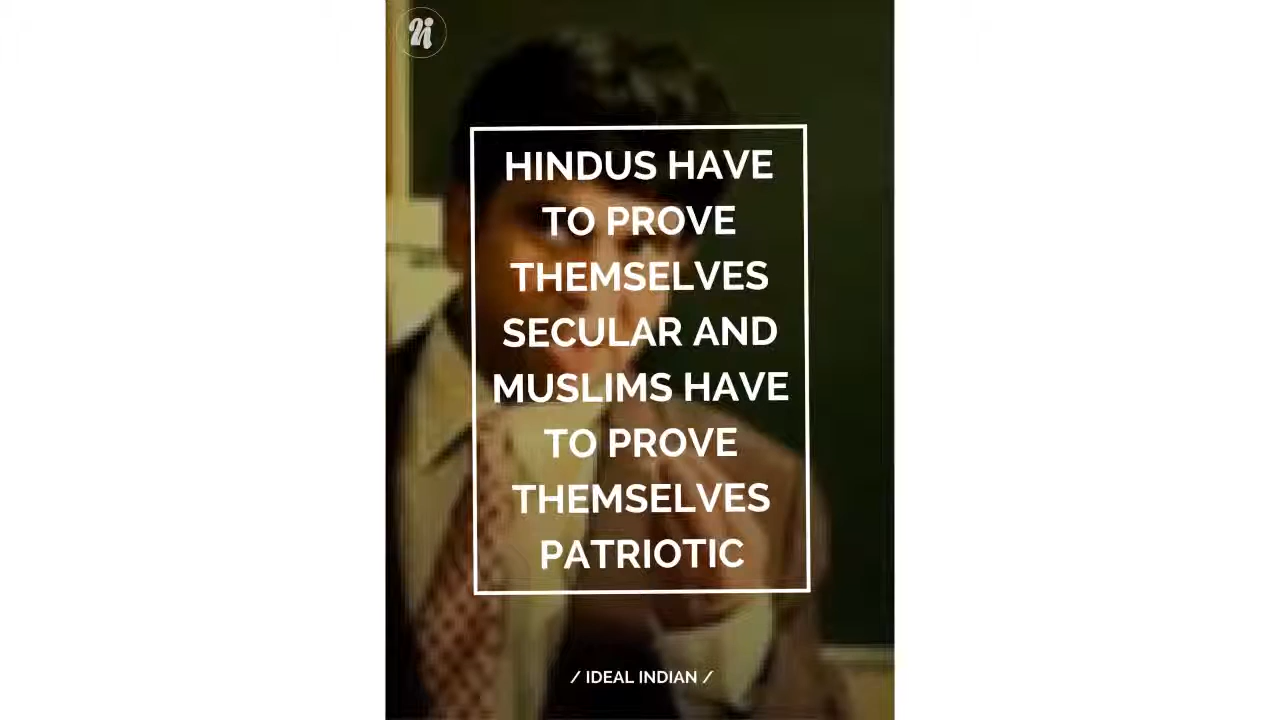 HINDUS HAVE
TO PROVE
THEMSELVES
SECULAR AND
MUSLIMS HAVE
TO PROVE
THEMSELVES
PATRIOTIC
/ IDEAL INDIAN /